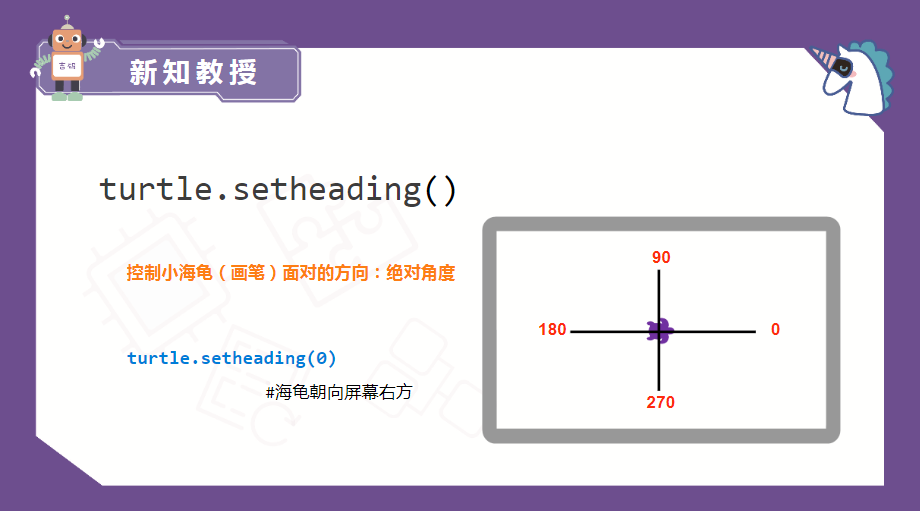 新知教授
turtle.setheading()
控制小海龟（画笔）面对的方向：绝对角度
turtle.setheading(0)
#海龟朝向屏幕右方
90
180
0
270